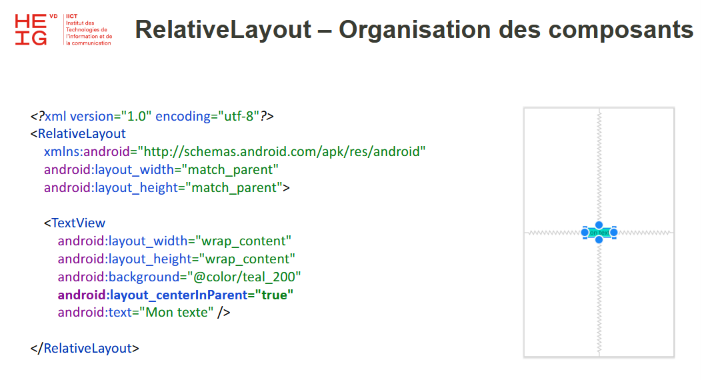 HE
IG
VD
IICT
Institut des
Technologies de
l'Information et de
la communication
RelativeLayout – Organisation des composants
<?xml version="1.0" encoding="utf-8"?>
<RelativeLayout
xmlns:android="http://schemas.android.com/apk/res/android"
android:layout_width="match_parent"
android:layout_height="match_parent">
<TextView
android:layout_width="wrap_content"
android:layout_height="wrap_content"
android:background="@color/teal_200"
android:layout_centerInParent="true"
android:text="Mon texte" />
</RelativeLayout>